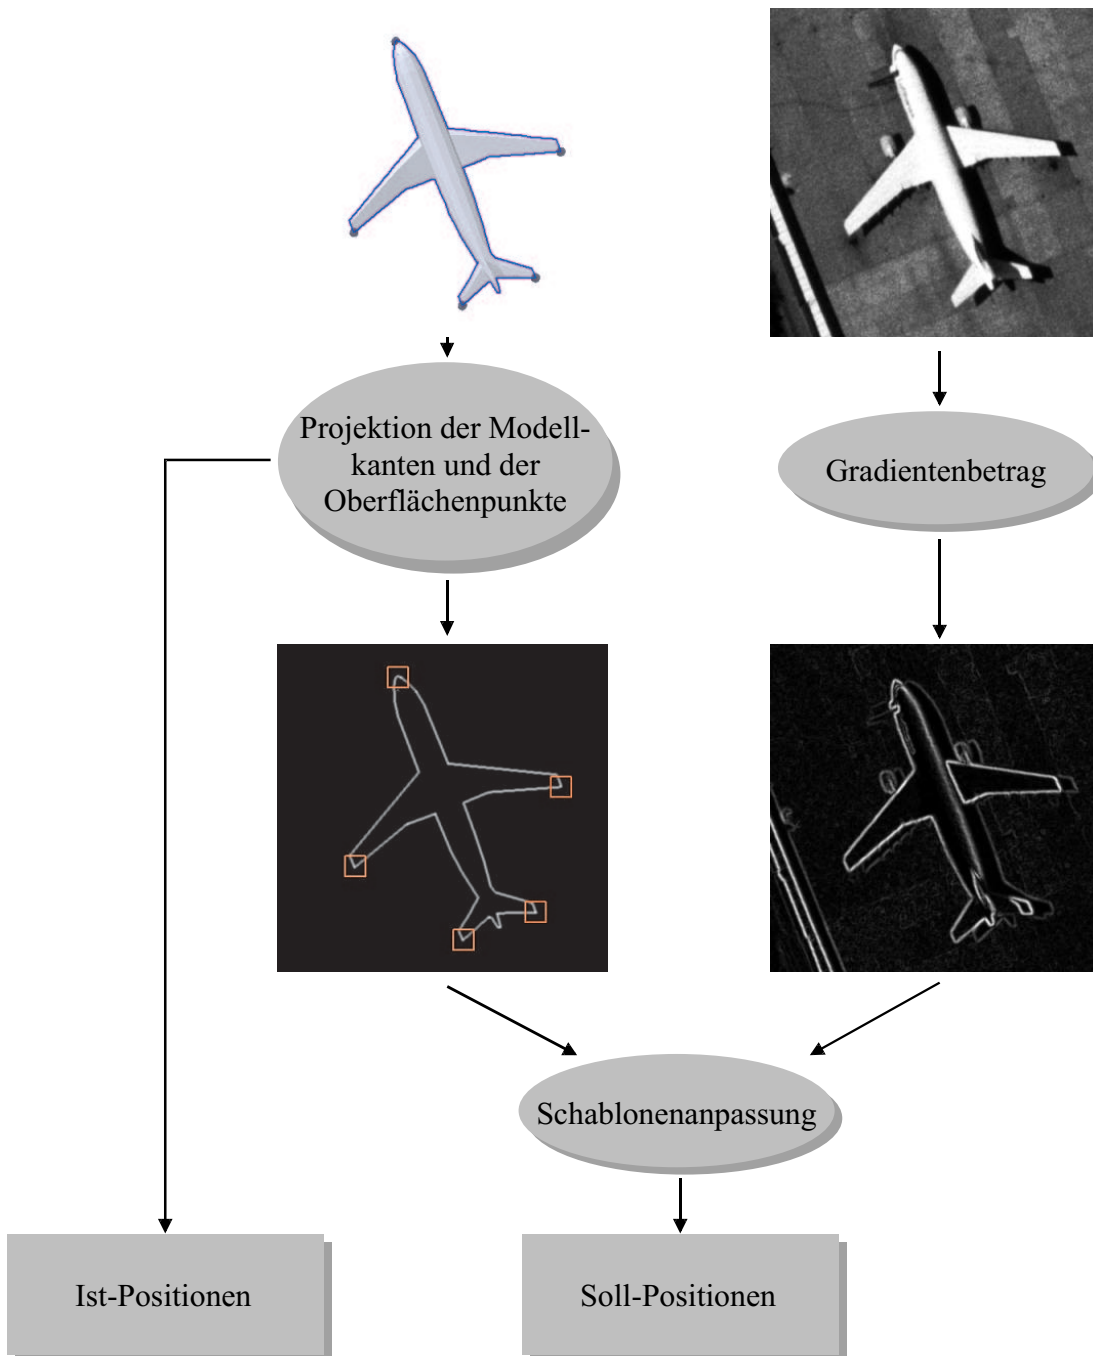 Projektion der Modell-
kanten und der
Oberflächenpunkte
Gradientenbetrag
Schablonenanpassung
Ist-Positionen
Soll-Positionen